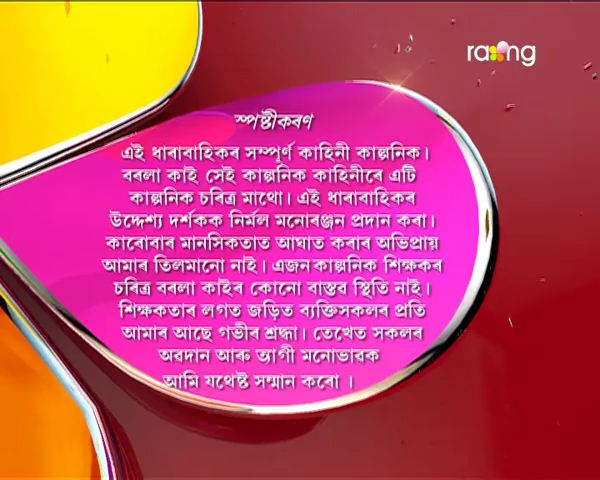 rang
স্পষ্টীকৰণ
এই ধাৰাবাহিকৰ সম্পূৰ্ণ কাহিনী কাল্পনিক।
বৰলা কাই সেই কাল্পনিক কাহিনীৰে এটি
কাল্পনিক চৰিত্ৰ মাথো। এই ধাৰাবাহিকৰ
উদ্দেশ্য দৰ্শকক নিৰ্মল মনোৰঞ্জন প্ৰদান কৰা।
কাৰোবাৰ মানসিকতাত আঘাত কৰাৰ অভিপ্ৰায়
আমাৰ তিলমানো নাই। এজন কাল্পনিক শিক্ষকৰ
চৰিত্ৰ বৰলা কাইৰ কোনো বাস্তৱ স্থিতি নাই।
শিক্ষকতাৰ লগত জড়িত ব্যক্তিসকলৰ প্ৰতি
আমাৰ আছে গভীৰ শ্ৰদ্ধা। তেখেত সকলৰ
অৱদান আৰু ত্যাগী মনোভাৱক
আমি যথেষ্ট সন্মান কৰো ।